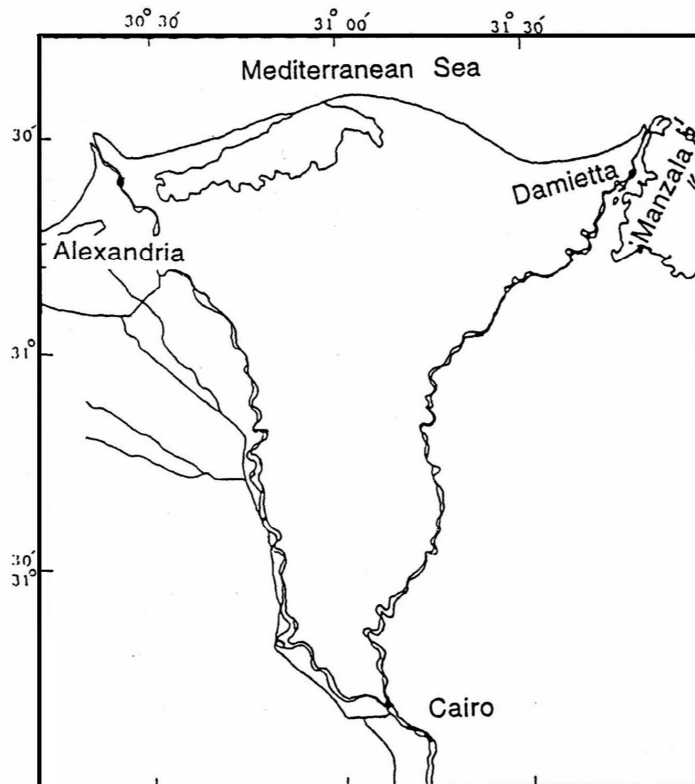 30° 30' 31° 00' 31° 30'
Mediterranean Sea
30'
Damietta
Manzala
Alexandria
31°
30'
31°
Cairo